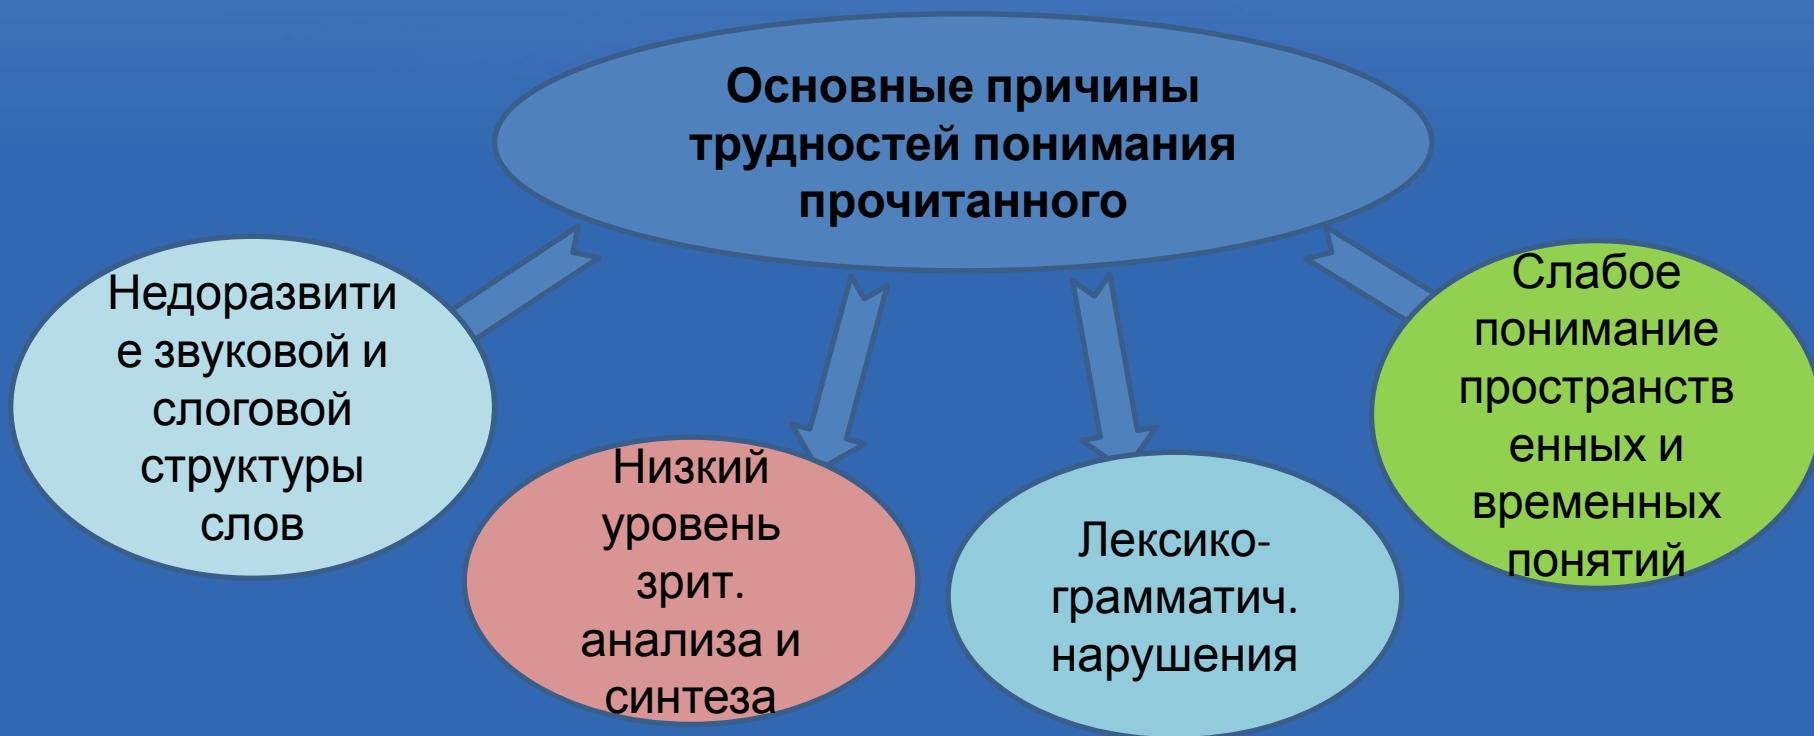 Основные причины
трудностей понимания
прочитанного
Недоразвити
е звуковой и
слоговой
структуры
слов
Низкий
уровень
зрит.
анализа и
синтеза
Лексико-
грамматич.
нарушения
Слабое
понимание
пространств
енных и
временных
понятий